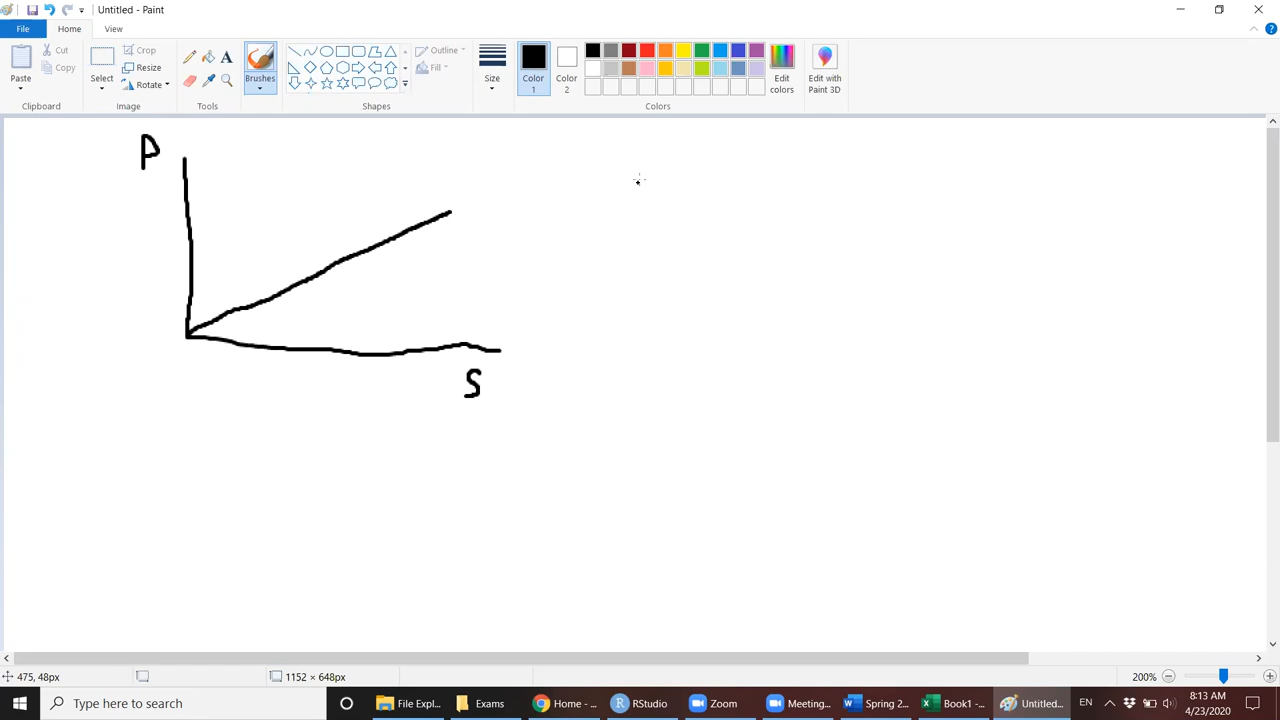 Untitled - Paint
File Home View
Paste
Cut
Copy
Clipboard
Select
Crop
Resize
Rotate
Image
Tools
Brushes
Shapes
Outline
Fill
Size
Color 1
Color 2
Edit colors
Colors
Edit with Paint 3D
P
S
475, 48px
1152 × 648px
200%
Type here to search
File Expl...
Exams
Home - ...
RStudio
Zoom
Meeting...
Spring 2...
Book1 -...
Untitled...
EN
8:13 AM
4/23/2020